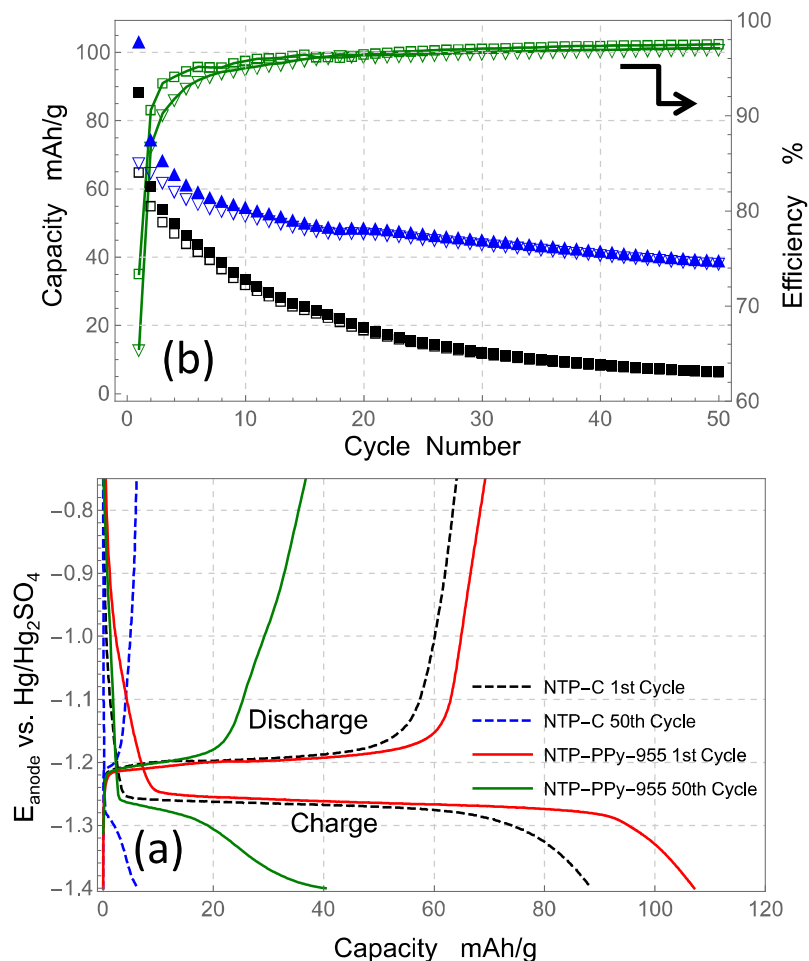 100
80
60
40
20
0
Capacity mAh/g
100
90
80
70
60
Efficiency %
(b)
0 10 20 30 40 50
Cycle Number
−0.8
−0.9
−1.0
−1.1
−1.2
−1.3
−1.4
E_anode vs. Hg/Hg₂SO₄
NTP−C 1st Cycle
NTP−C 50th Cycle
NTP−PPy−955 1st Cycle
NTP−PPy−955 50th Cycle
Discharge
Charge
(a)
0 20 40 60 80 100 120
Capacity mAh/g